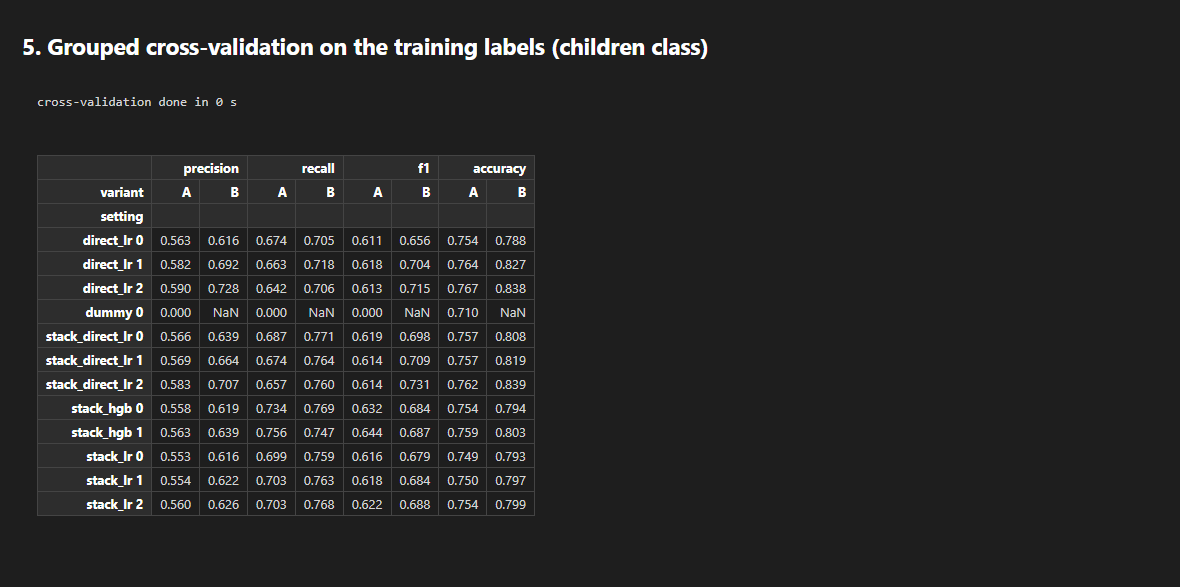 5. Grouped cross-validation on the training labels (children class)
cross-validation done in 0 s
precision recall f1 accuracy
variant A B A B A B A B
setting
direct_lr 0 0.563 0.616 0.674 0.705 0.611 0.656 0.754 0.788
direct_lr 1 0.582 0.692 0.663 0.718 0.618 0.704 0.764 0.827
direct_lr 2 0.590 0.728 0.642 0.706 0.613 0.715 0.767 0.838
dummy 0 0.000 NaN 0.000 NaN 0.000 NaN 0.710 NaN
stack_direct_lr 0 0.566 0.639 0.687 0.771 0.619 0.698 0.757 0.808
stack_direct_lr 1 0.569 0.664 0.674 0.764 0.614 0.709 0.757 0.819
stack_direct_lr 2 0.583 0.707 0.657 0.760 0.614 0.731 0.762 0.839
stack_hgb 0 0.558 0.619 0.734 0.769 0.632 0.684 0.754 0.794
stack_hgb 1 0.563 0.639 0.756 0.747 0.644 0.687 0.759 0.803
stack_lr 0 0.553 0.616 0.699 0.759 0.616 0.679 0.749 0.793
stack_lr 1 0.554 0.622 0.703 0.763 0.618 0.684 0.750 0.797
stack_lr 2 0.560 0.626 0.703 0.768 0.622 0.688 0.754 0.799